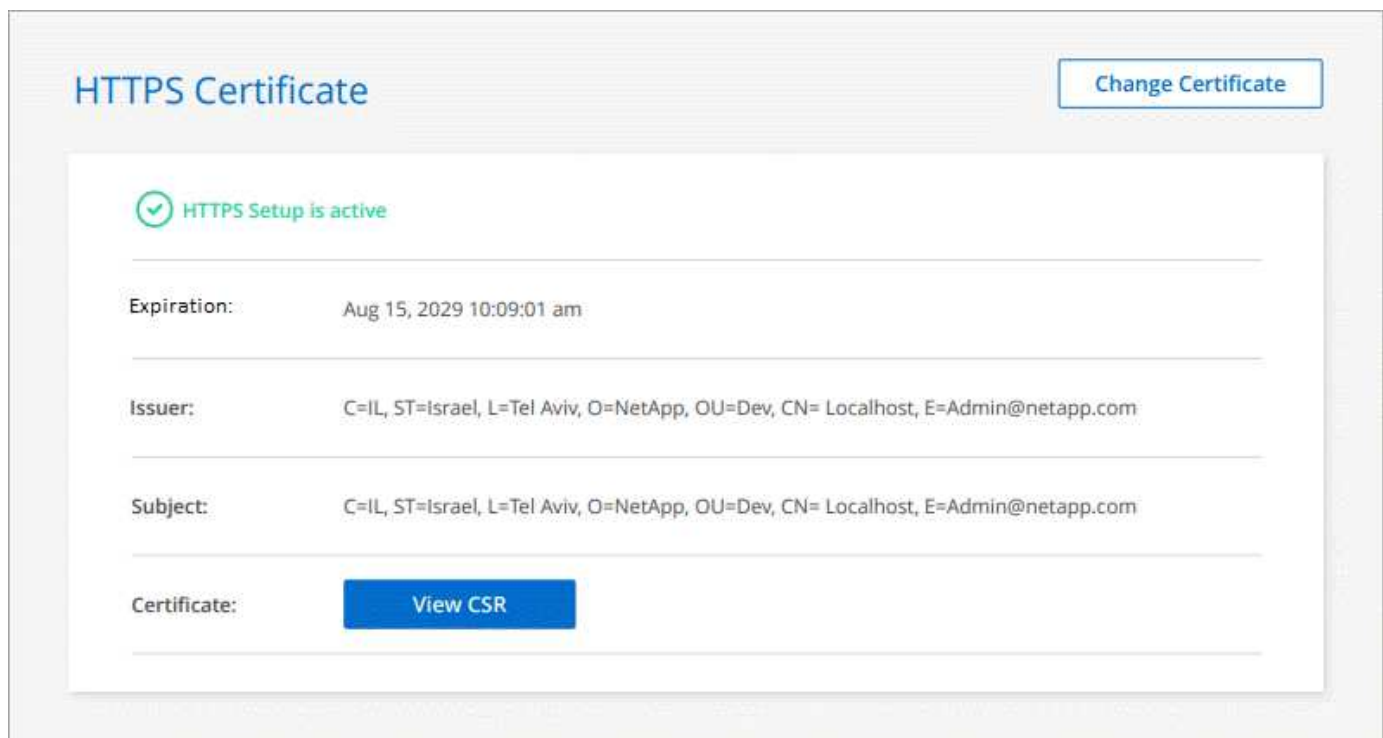 HTTPS Certificate
Change Certificate
HTTPS Setup is active
Expiration: Aug 15, 2029 10:09:01 am
Issuer: C=IL, ST=Israel, L=Tel Aviv, O=NetApp, OU=Dev, CN= Localhost, E=Admin@netapp.com
Subject: C=IL, ST=Israel, L=Tel Aviv, O=NetApp, OU=Dev, CN= Localhost, E=Admin@netapp.com
Certificate: View CSR